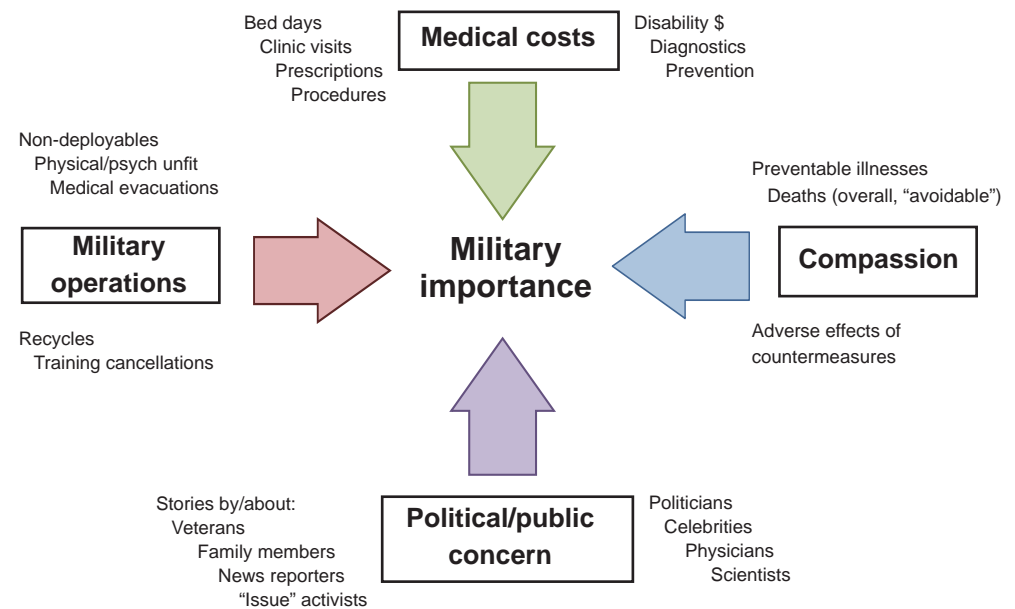 Bed days
Clinic visits
Prescriptions
Procedures
Medical costs
Disability $
Diagnostics
Prevention
Non-deployables
Physical/psych unfit
Medical evacuations
Military
operations
Recycles
Training cancellations
Military
importance
Preventable illnesses
Deaths (overall, “avoidable”)
Compassion
Adverse effects of
countermeasures
Stories by/about:
Veterans
Family members
News reporters
“Issue” activists
Political/public
concern
Politicians
Celebrities
Physicians
Scientists